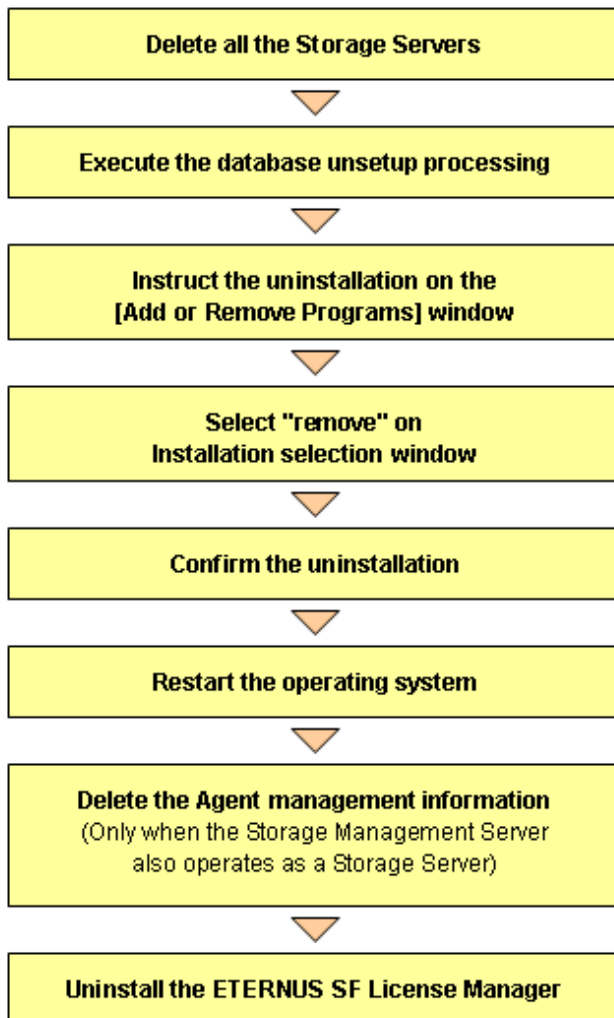 Delete all the Storage Servers
Execute the database unsetup processing
Instruct the uninstallation on the
[Add or Remove Programs] window
Select "remove" on
Installation selection window
Confirm the uninstallation
Restart the operating system
Delete the Agent management information
(Only when the Storage Management Server
also operates as a Storage Server)
Uninstall the ETERNUS SF License Manager